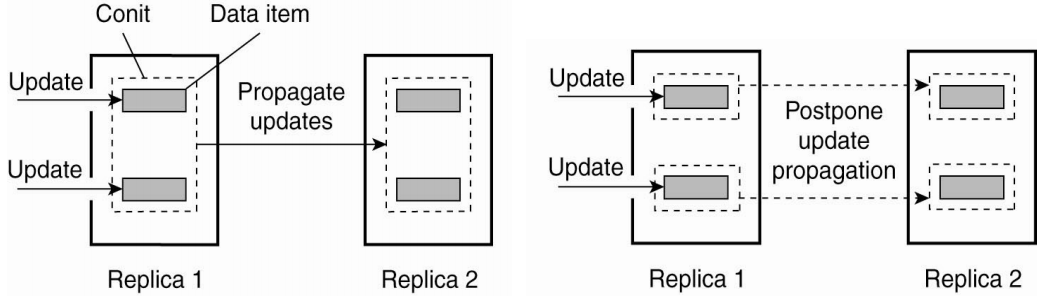 Conit
Data item
Update
Propagate
updates
Update
Replica 1
Replica 2
Update
Postpone
update
propagation
Update
Replica 1
Replica 2